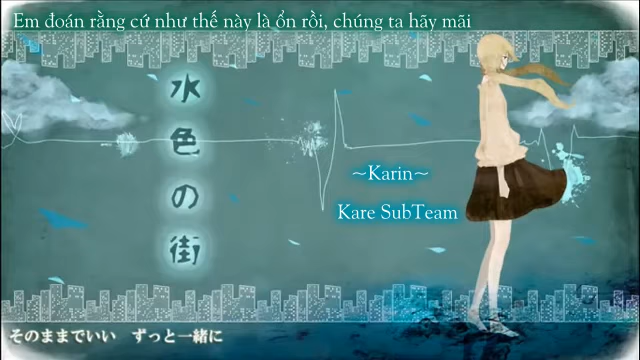 Em đoán rằng cứ như thế này là ổn rồi, chúng ta hãy mãi
水色の街
~Karin~
Kare SubTeam
そのままでいい ずっと一緒に